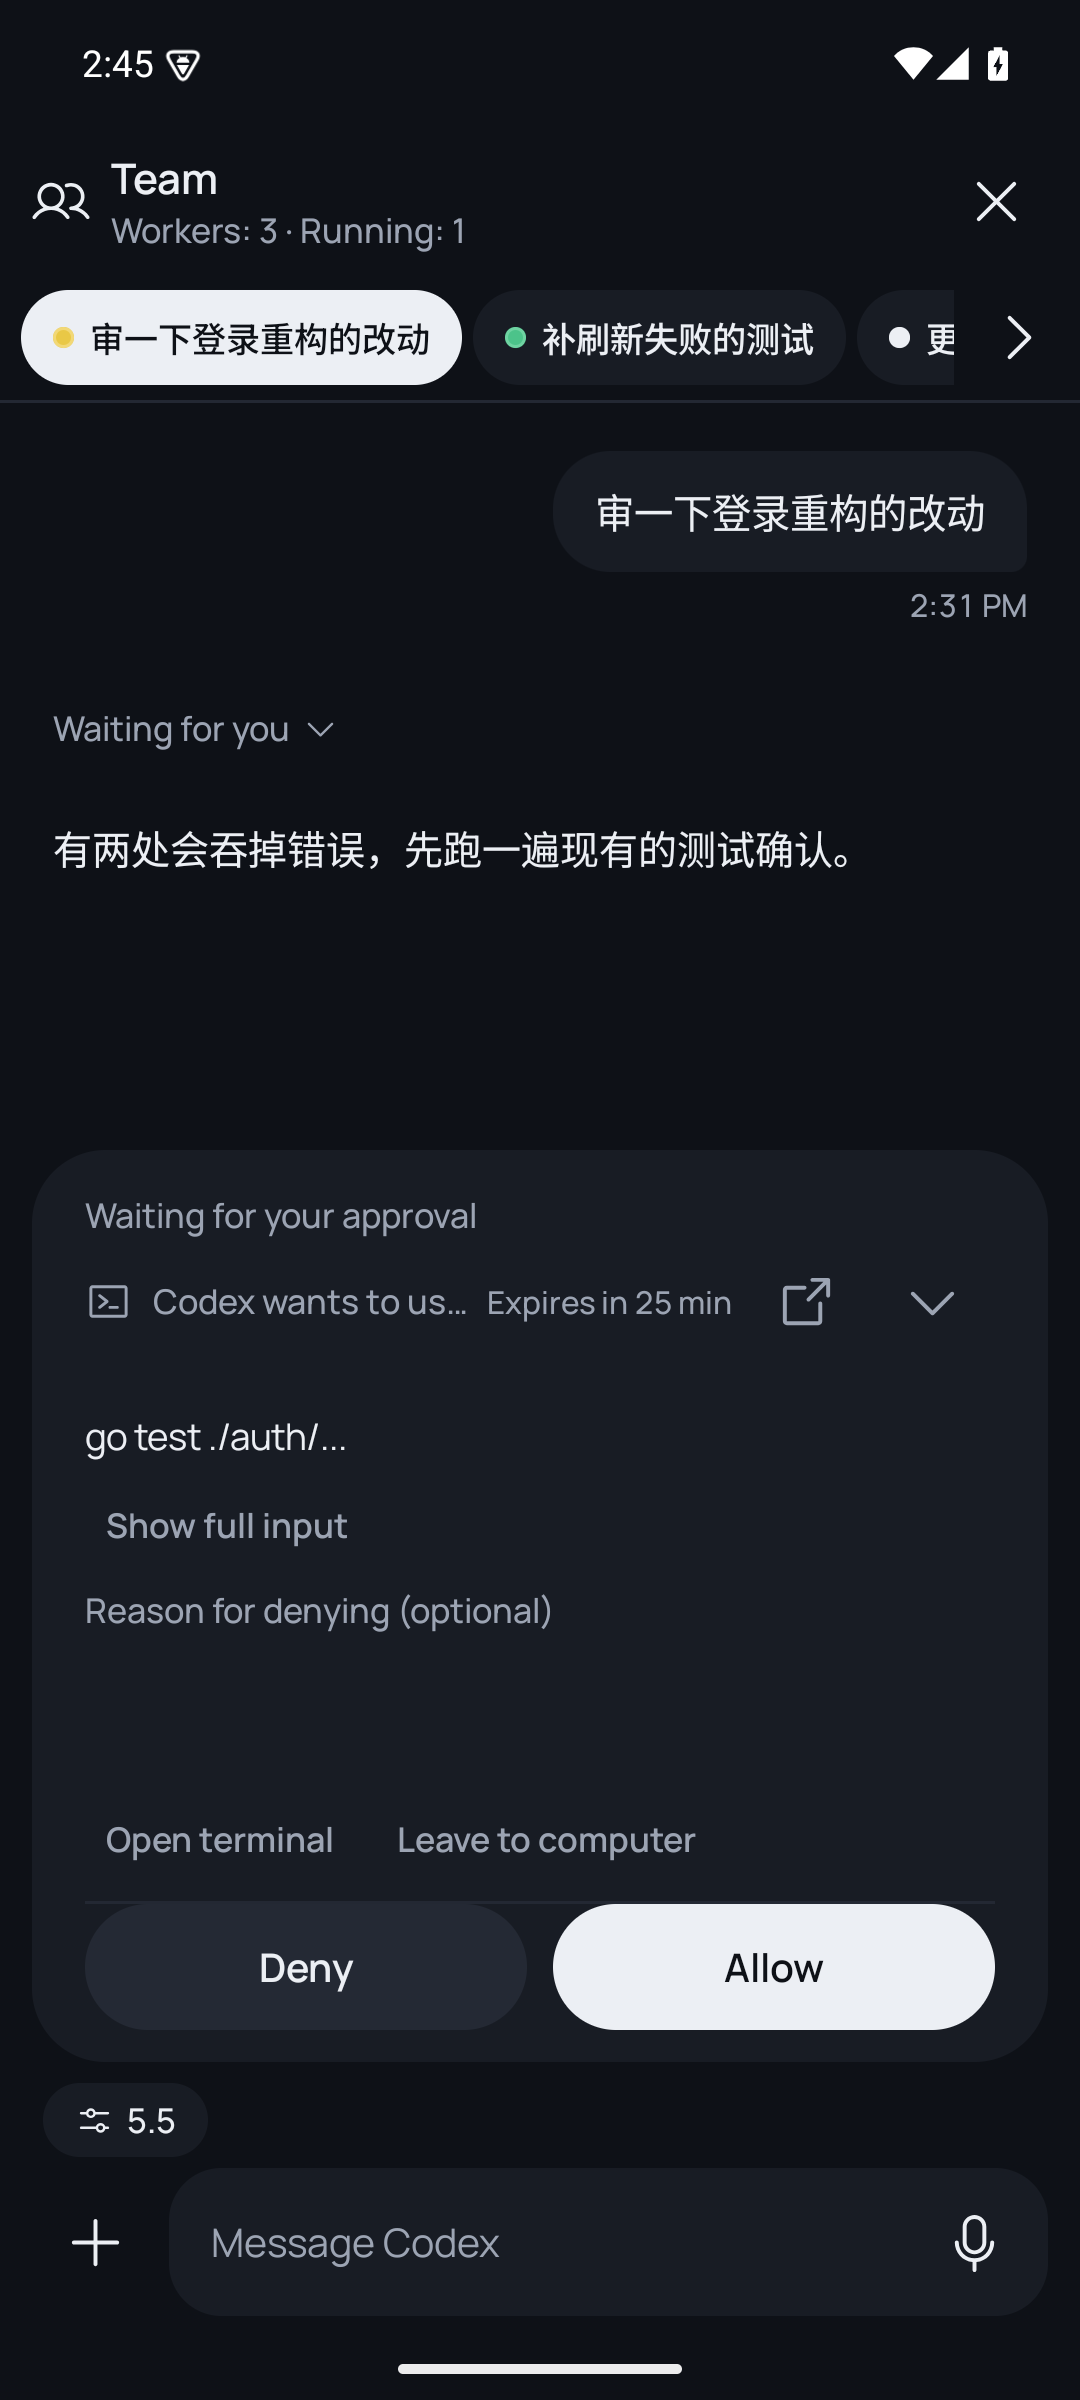 2:45
Team
Workers: 3 · Running: 1
审一下登录重构的改动
补刷新失败的测试
更
审一下登录重构的改动
2:31 PM
Waiting for you
有两处会吞掉错误，先跑一遍现有的测试确认。
Waiting for your approval
Codex wants to us... Expires in 25 min
go test ./auth/...
Show full input
Reason for denying (optional)
Open terminal Leave to computer
Deny Allow
5.5
Message Codex